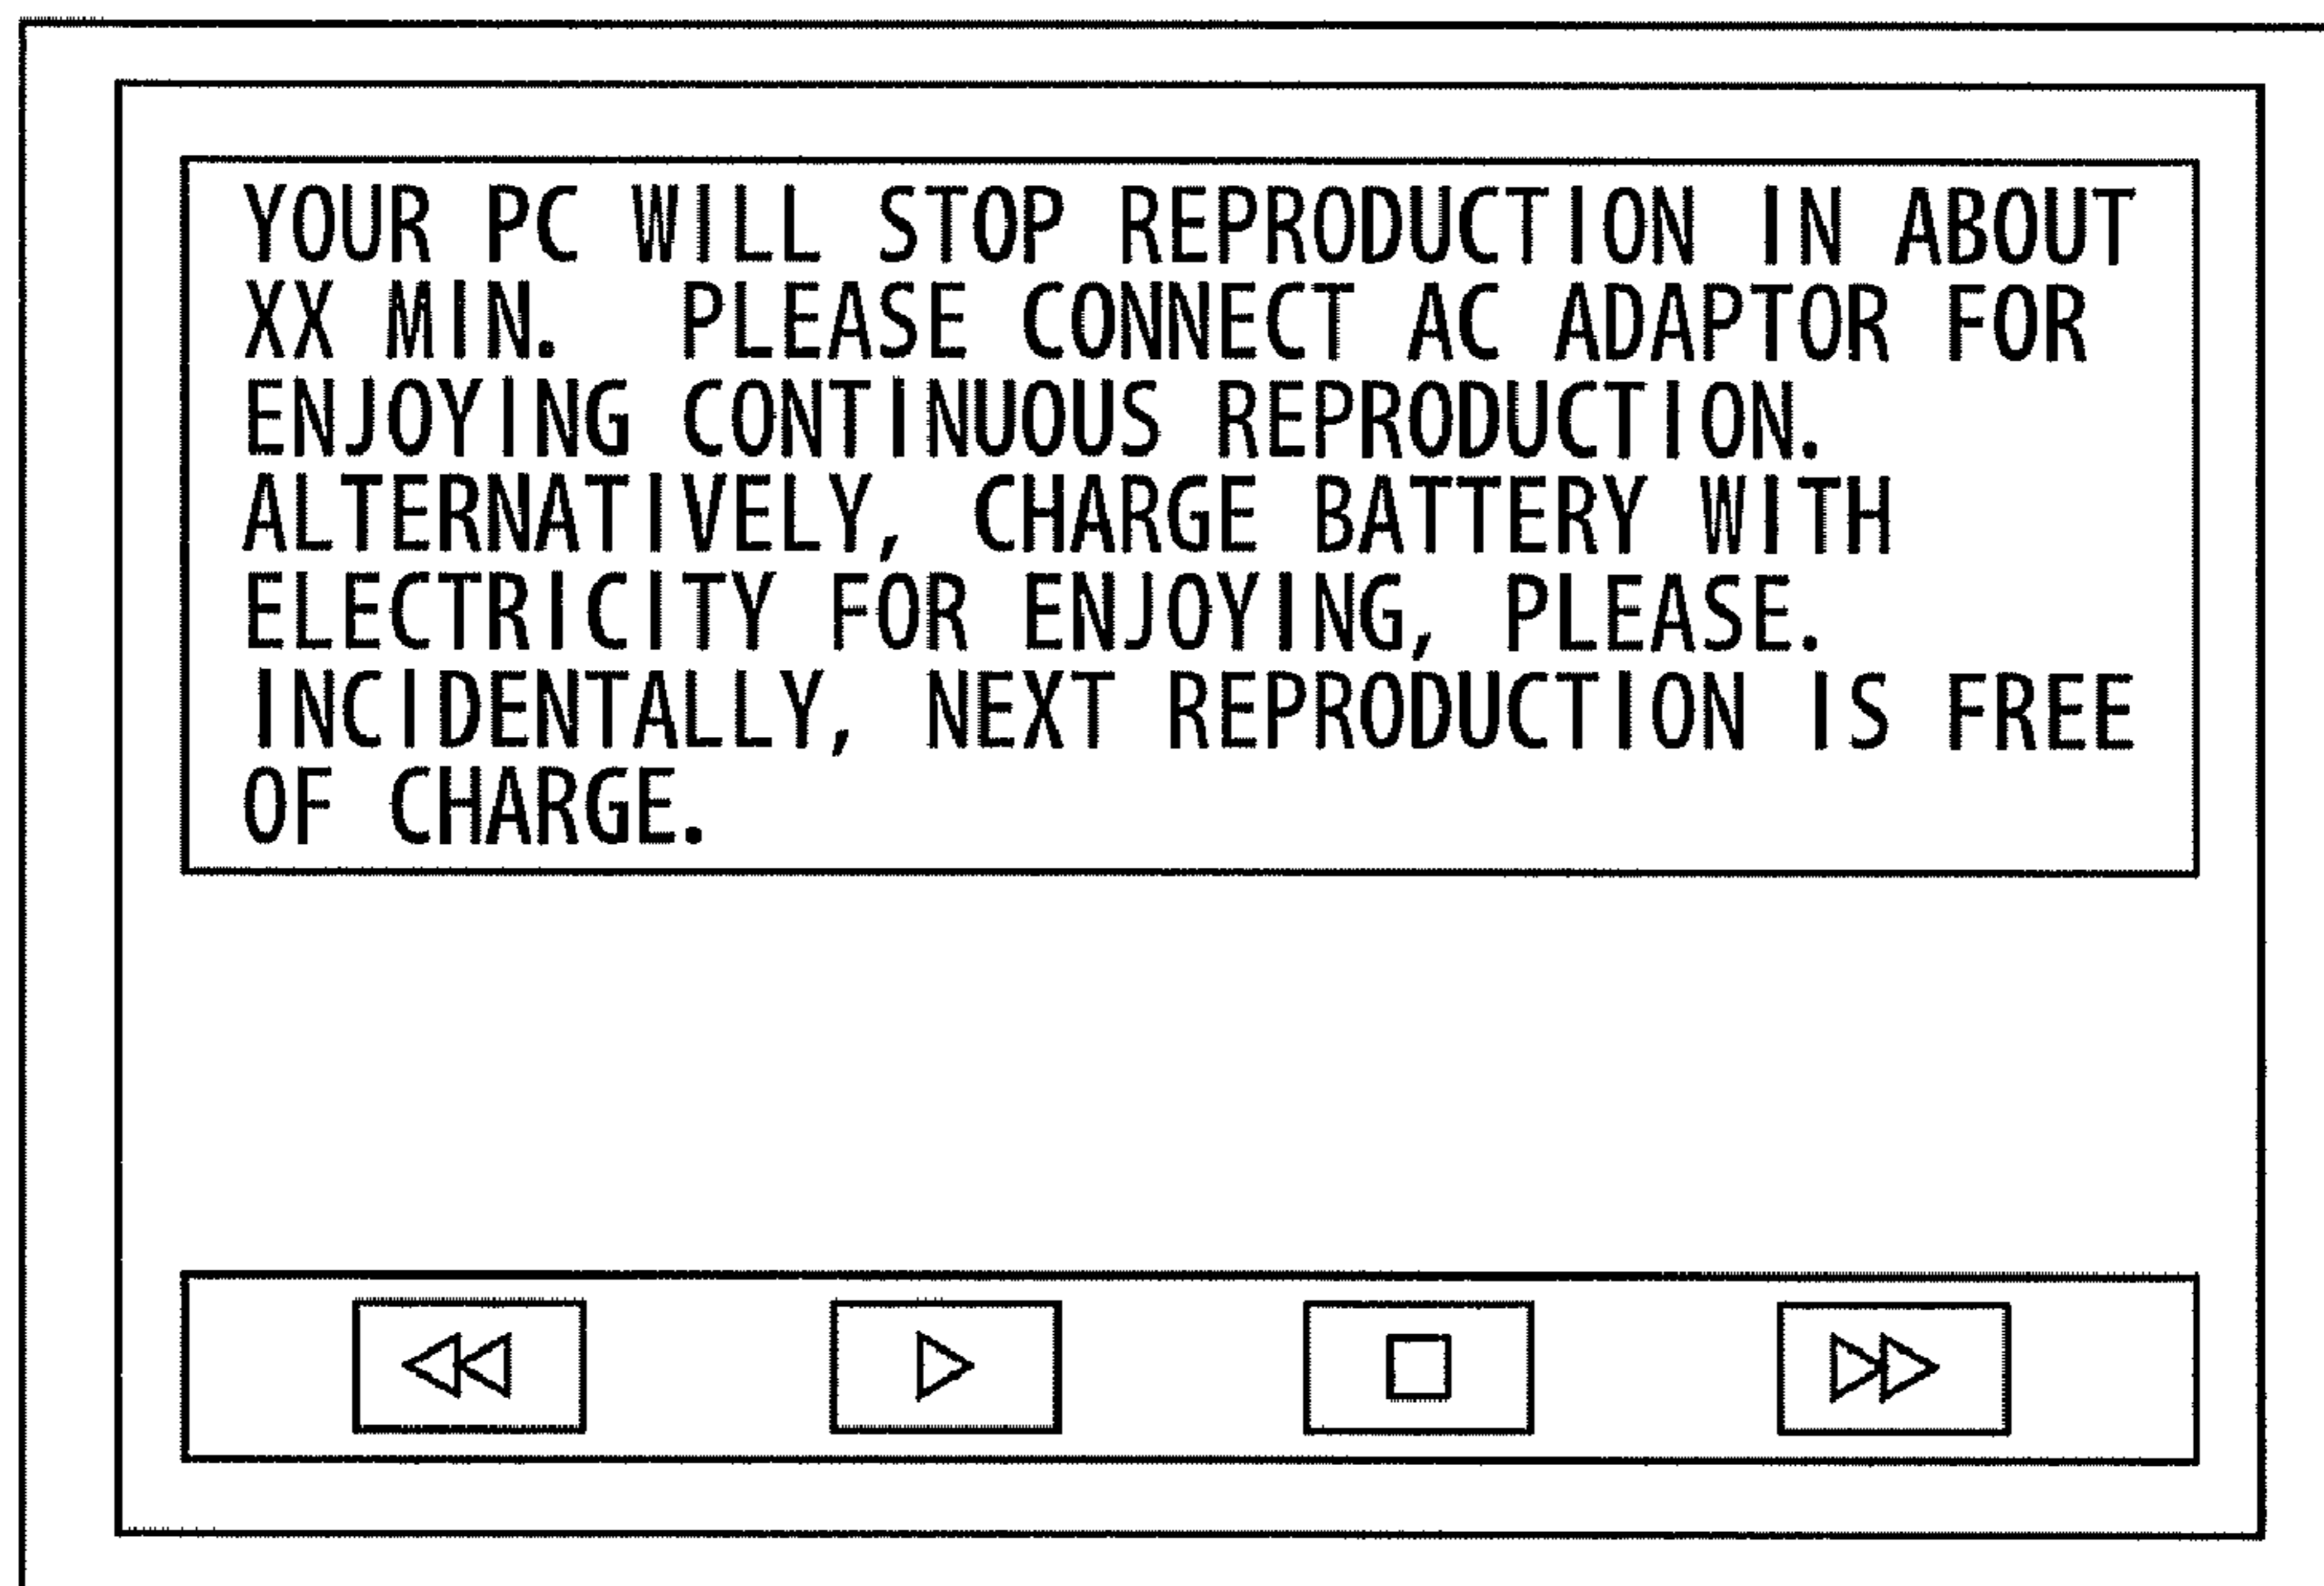 YOUR PC WILL STOP REPRODUCTION IN ABOUT
XX MIN. PLEASE CONNECT AC ADAPTOR FOR
ENJOYING CONTINUOUS REPRODUCTION.
ALTERNATIVELY, CHARGE BATTERY WITH
ELECTRICITY FOR ENJOYING, PLEASE.
INCIDENTALLY, NEXT REPRODUCTION IS FREE
OF CHARGE.